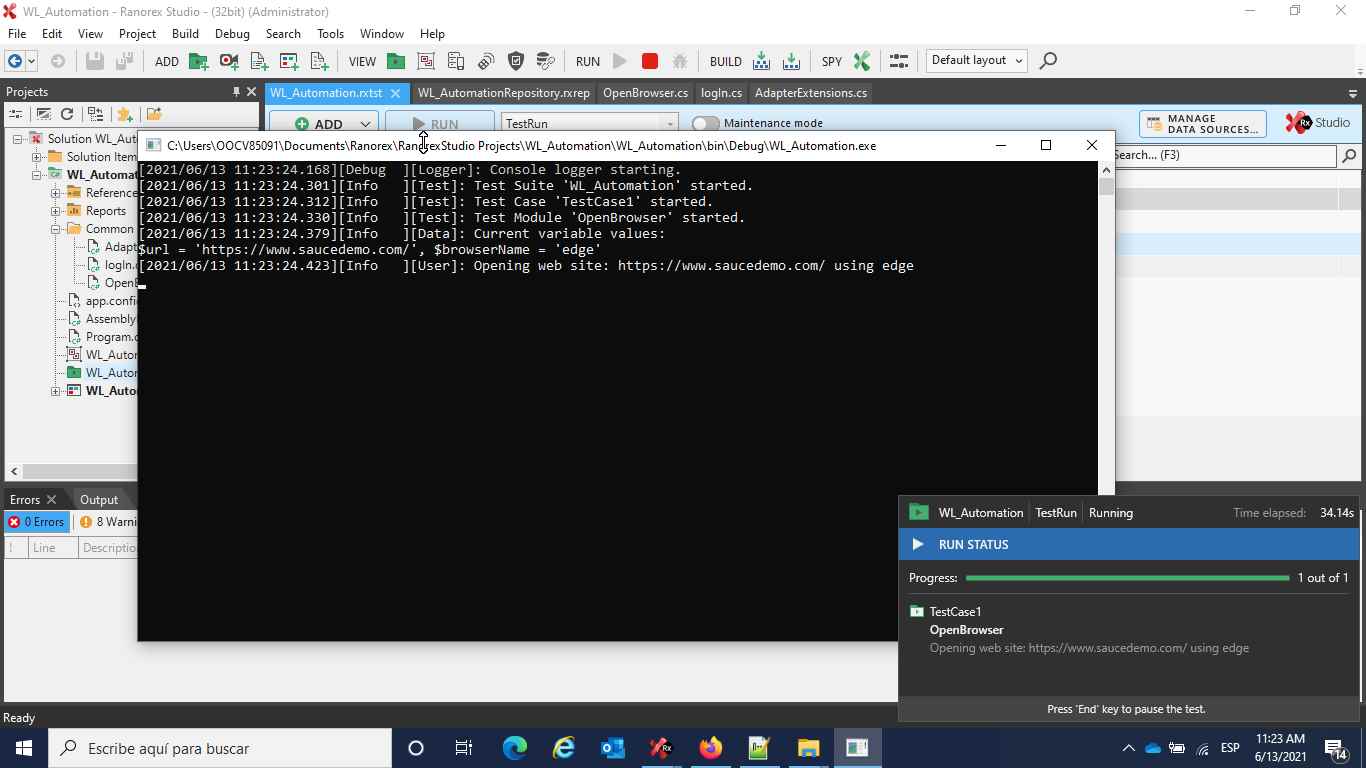 WL_Automation - Ranorex Studio - (32bit) (Administrator)
File Edit View Project Build Debug Search Tools Window Help
ADD VIEW RUN BUILD SPY Default layout
Projects
WL_Automation.rxtst WL_AutomationRepository.rxrep OpenBrowser.cs logIn.cs AdapterExtensions.cs
ADD RUN TestRun Maintenance mode MANAGE DATA SOURCES... Rx Studio
Solution WL_Aut
C:\Users\OOCV85091\Documents\Ranorex\RanorexStudio Projects\WL_Automation\WL_Automation\bin\Debug\WL_Automation.exe
Search... (F3)
Solution Item
WL_Automat
Reference
Reports
Common
Adapt
logIn.c
OpenB
app.confi
Assembly
Program.c
WL_Autor
WL_Autor
WL_Auto
[2021/06/13 11:23:24.168][Debug ][Logger]: Console logger starting.
[2021/06/13 11:23:24.301][Info ][Test]: Test Suite 'WL_Automation' started.
[2021/06/13 11:23:24.312][Info ][Test]: Test Case 'TestCase1' started.
[2021/06/13 11:23:24.330][Info ][Test]: Test Module 'OpenBrowser' started.
[2021/06/13 11:23:24.379][Info ][Data]: Current variable values:
$url = 'https://www.saucedemo.com/', $browserName = 'edge'
[2021/06/13 11:23:24.423][Info ][User]: Opening web site: https://www.saucedemo.com/ using edge
Errors Output
0 Errors 8 Warni
! Line Descriptio
WL_Automation TestRun Running Time elapsed: 34.14s
RUN STATUS
Progress: 1 out of 1
TestCase1
OpenBrowser
Opening web site: https://www.saucedemo.com/ using edge
Press 'End' key to pause the test.
Ready
Escribe aquí para buscar
Rx
ESP
11:23 AM
6/13/2021
14